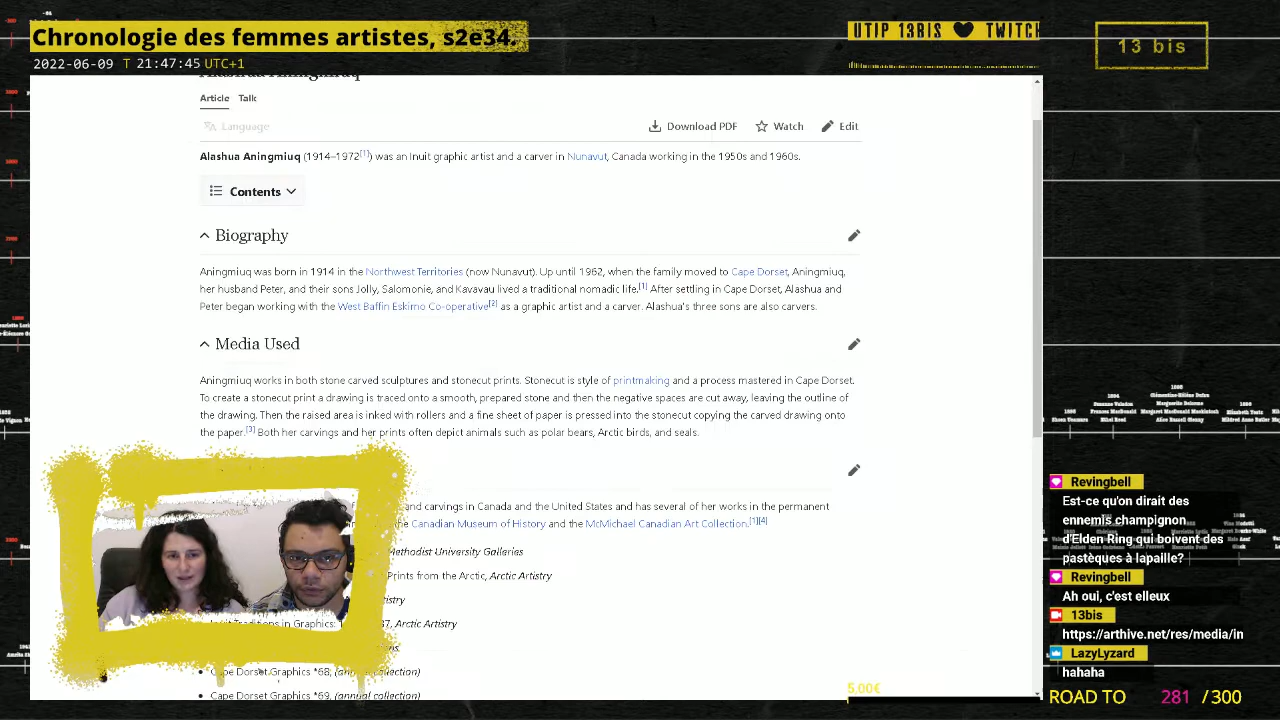 Chronologie des femmes artistes, s2e34.
UTIP 13BIS ♥ TWITCH
13 bis
2022-06-09 T 21:47:45 UTC+1
Article Talk
Language
Download PDF Watch Edit
Alashua Aningmiuq (1914–1972[1]) was an Inuit graphic artist and a carver in Nunavut, Canada working in the 1950s and 1960s.
Contents
Biography
Aningmiuq was born in 1914 in the Northwest Territories (now Nunavut). Up until 1962, when the family moved to Cape Dorset, Aningmiuq,
her husband Peter, and their sons Jolly, Salomonie, and Kavavau lived a traditional nomadic life.[1] After settling in Cape Dorset, Alashua and
Peter began working with the West Baffin Eskimo Co-operative[2] as a graphic artist and a carver. Alashua's three sons are also carvers.
Media Used
Aningmiuq works in both stone carved sculptures and stonecut prints. Stonecut is style of printmaking and a process mastered in Cape Dorset.
To create a stonecut print a drawing is traced onto a smooth, prepared stone and then the negative spaces are cut away, leaving the outline of
the drawing. Then the raised area is inked with rollers and a fine sheet of paper is pressed into the stonecut copying the carved drawing on
the paper.[3] Both her carvings and her prints often depict animals such as polar bears, Arctic birds, and seals.
and carvings in Canada and the United States and has several of her works in the permanent
the Canadian Museum of History and the McMichael Canadian Art Collection.[1][4]
Methodist University Galleries
Prints from the Arctic, Arctic Artistry
Traditions in Graphics: Arctic Artistry
Cape Dorset Graphics *68, (annual collection)
Cape Dorset Graphics *69, (annual collection)
Revingbell
Est-ce qu'on dirait des
ennemis champignon
d'Elden Ring qui boivent des
pastèques à lapaille?
Revingbell
Ah oui, c'est elleux
13bis
https://arthive.net/res/media/in
LazyLyzard
hahaha
5,00€
ROAD TO 281 /300